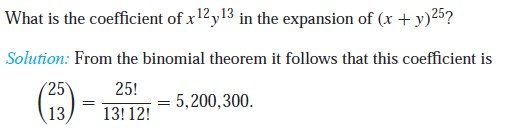 What is the coefficient of x¹²y¹³ in the expansion of (x + y)²⁵?
Solution: From the binomial theorem it follows that this coefficient is
(25 13) = 25! / 13! 12! = 5,200,300.